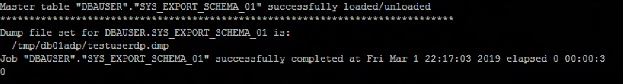 Master table "DBAUSER"."SYS_EXPORT_SCHEMA_01" successfully loaded/unloaded
******************************************************************************
Dump file set for DBAUSER.SYS_EXPORT_SCHEMA_01 is:
  /tmp/db01adp/testuserdp.dmp
Job "DBAUSER"."SYS_EXPORT_SCHEMA_01" successfully completed at Fri Mar 1 22:17:03 2019 elapsed 0 00:00:3
0